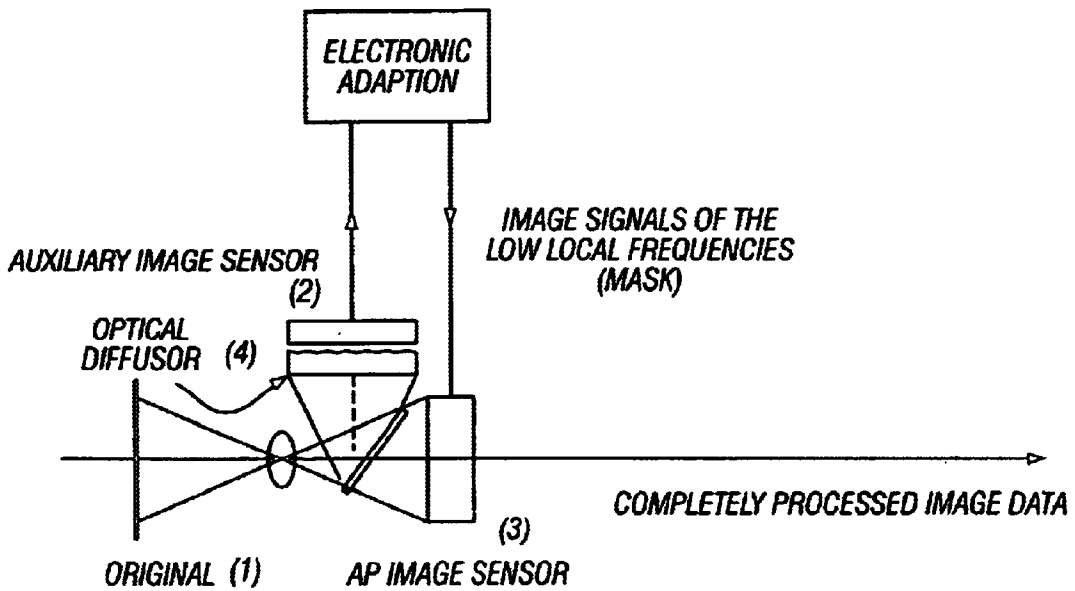 ELECTRONIC
ADAPTION
IMAGE SIGNALS OF THE
LOW LOCAL FREQUENCIES
(MASK)
AUXILIARY IMAGE SENSOR
(2)
OPTICAL
DIFFUSOR (4)
COMPLETELY PROCESSED IMAGE DATA
(3)
ORIGINAL (1)
AP IMAGE SENSOR